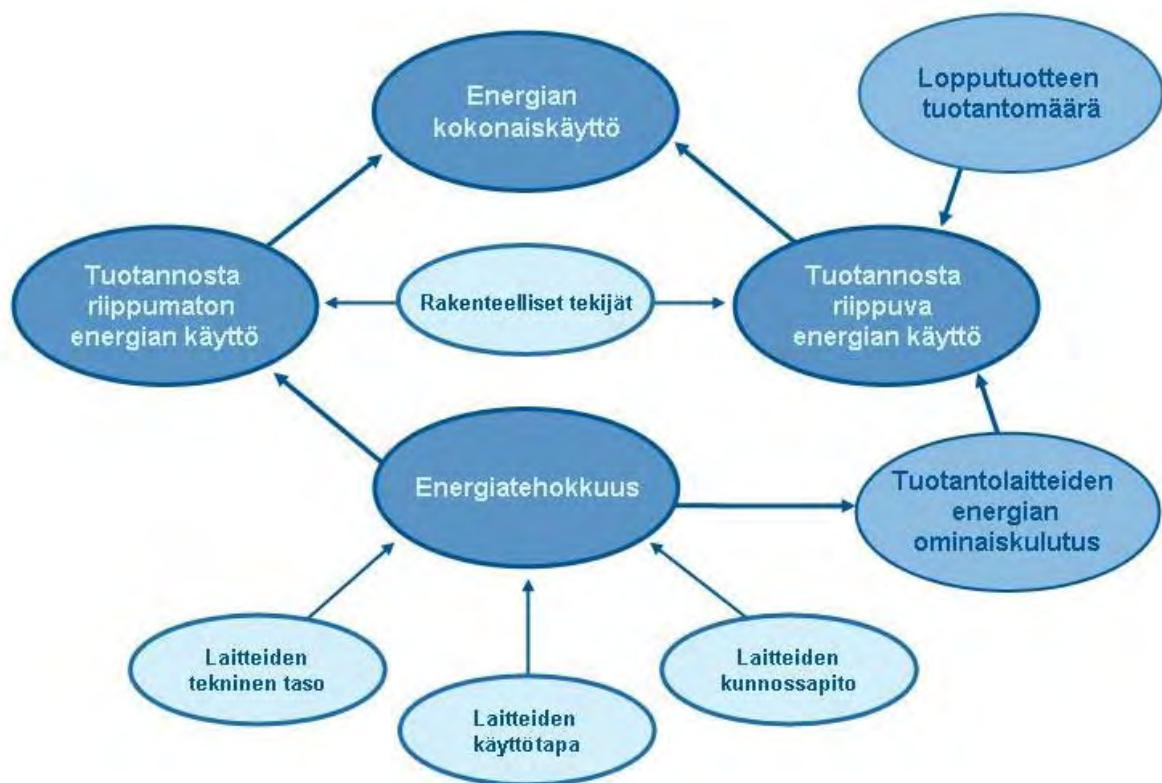 Energian
kokonaiskäyttö
Lopputuotteen
tuotantomäärä
Tuotannosta
riippumaton
energian käyttö
Rakenteelliset tekijät
Tuotannosta
riippuva
energian käyttö
Energiatehokkuus
Tuotantolaitteiden
energian
ominaiskulutus
Laitteiden
tekninen taso
Laitteiden
käyttötapa
Laitteiden
kunnossapito